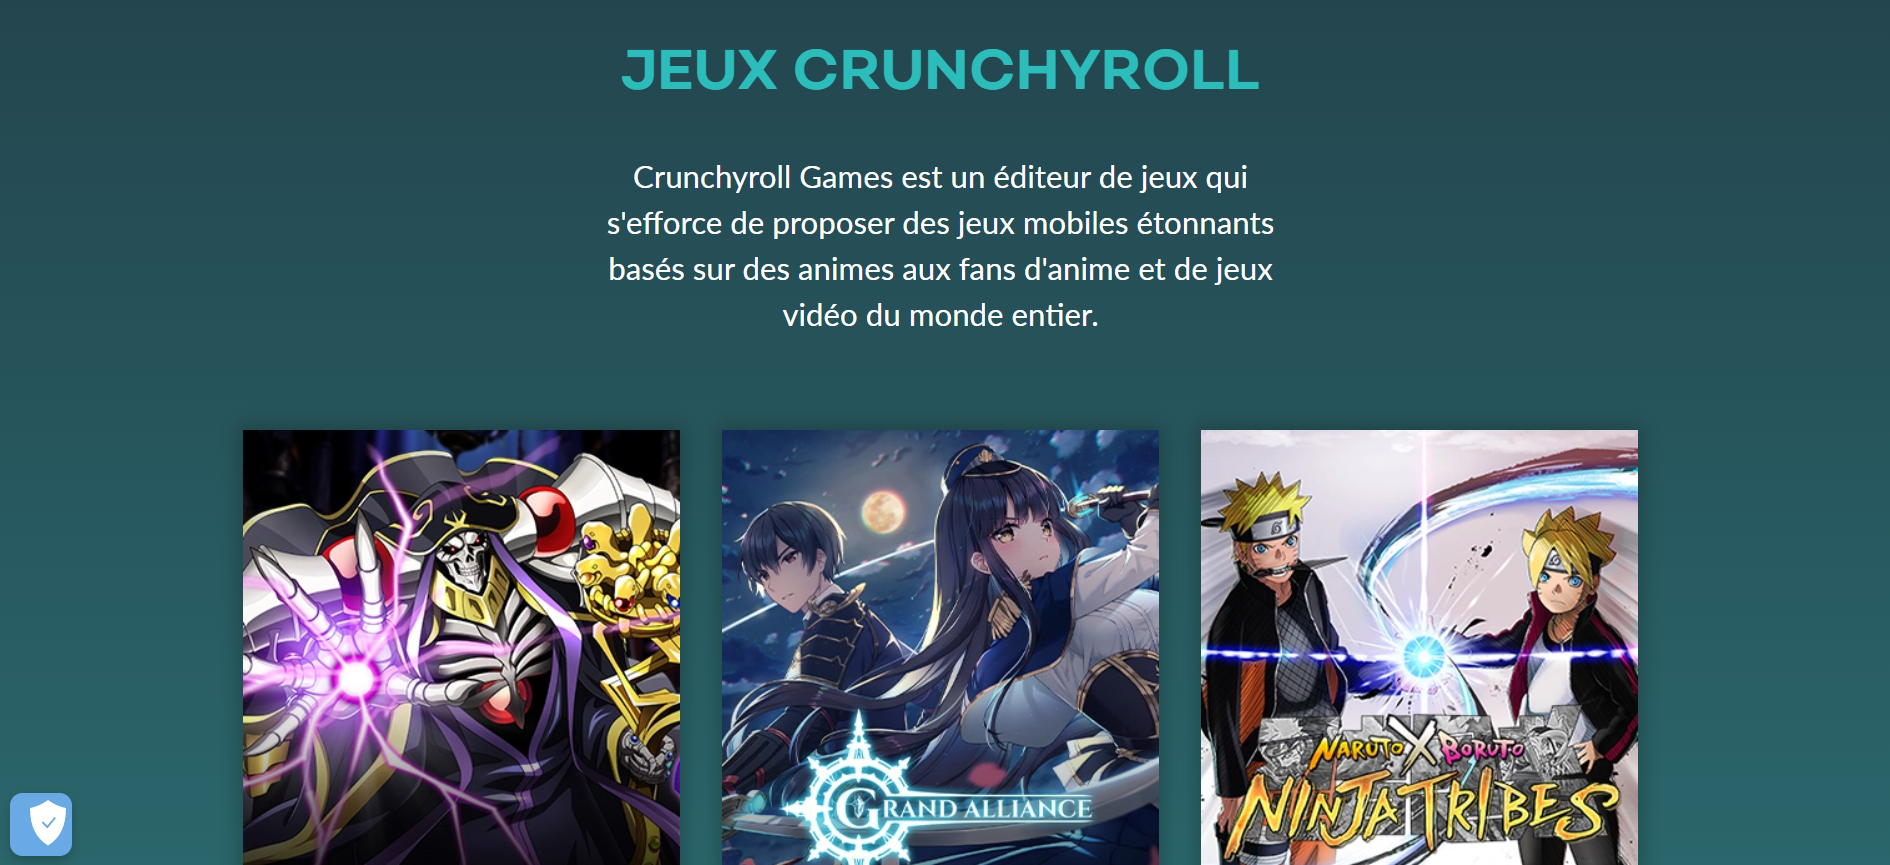 JEUX CRUNCHYROLL
Crunchyroll Games est un éditeur de jeux qui
s'efforce de proposer des jeux mobiles étonnants
basés sur des animes aux fans d'anime et de jeux
vidéo du monde entier.
GRAND ALLIANCE
NARUTO X BORUTO
NINJA TRIBES